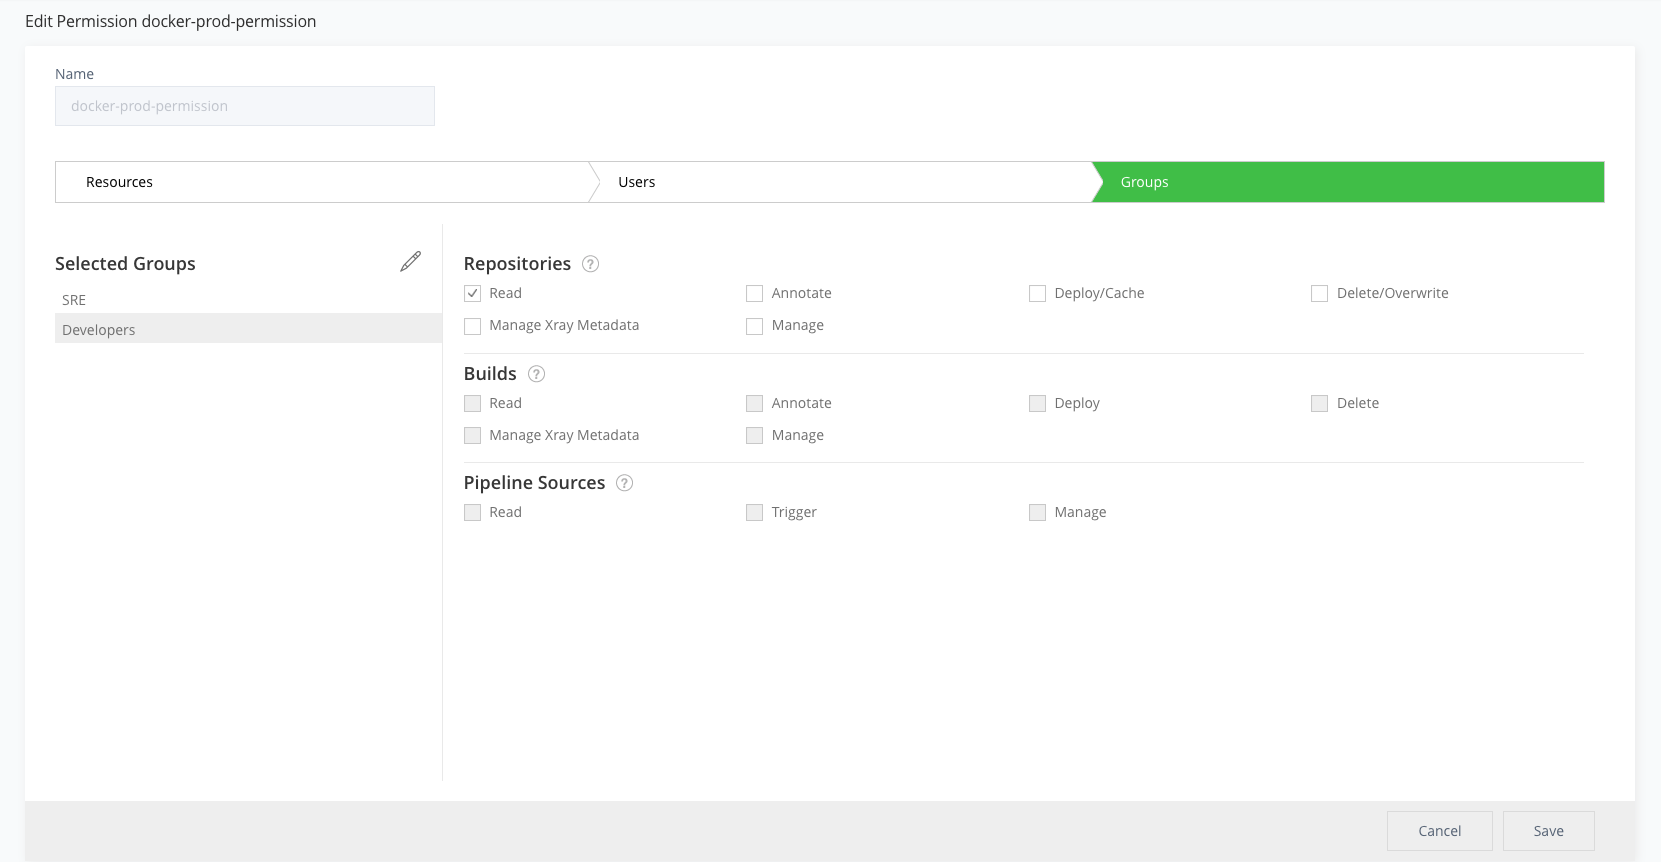 Edit Permission docker-prod-permission
Name
docker-prod-permission
Resources
Users
Groups
Selected Groups
SRE
Developers
Repositories ?
Read
Annotate
Deploy/Cache
Delete/Overwrite
Manage Xray Metadata
Manage
Builds ?
Read
Annotate
Deploy
Delete
Manage Xray Metadata
Manage
Pipeline Sources ?
Read
Trigger
Manage
Cancel
Save